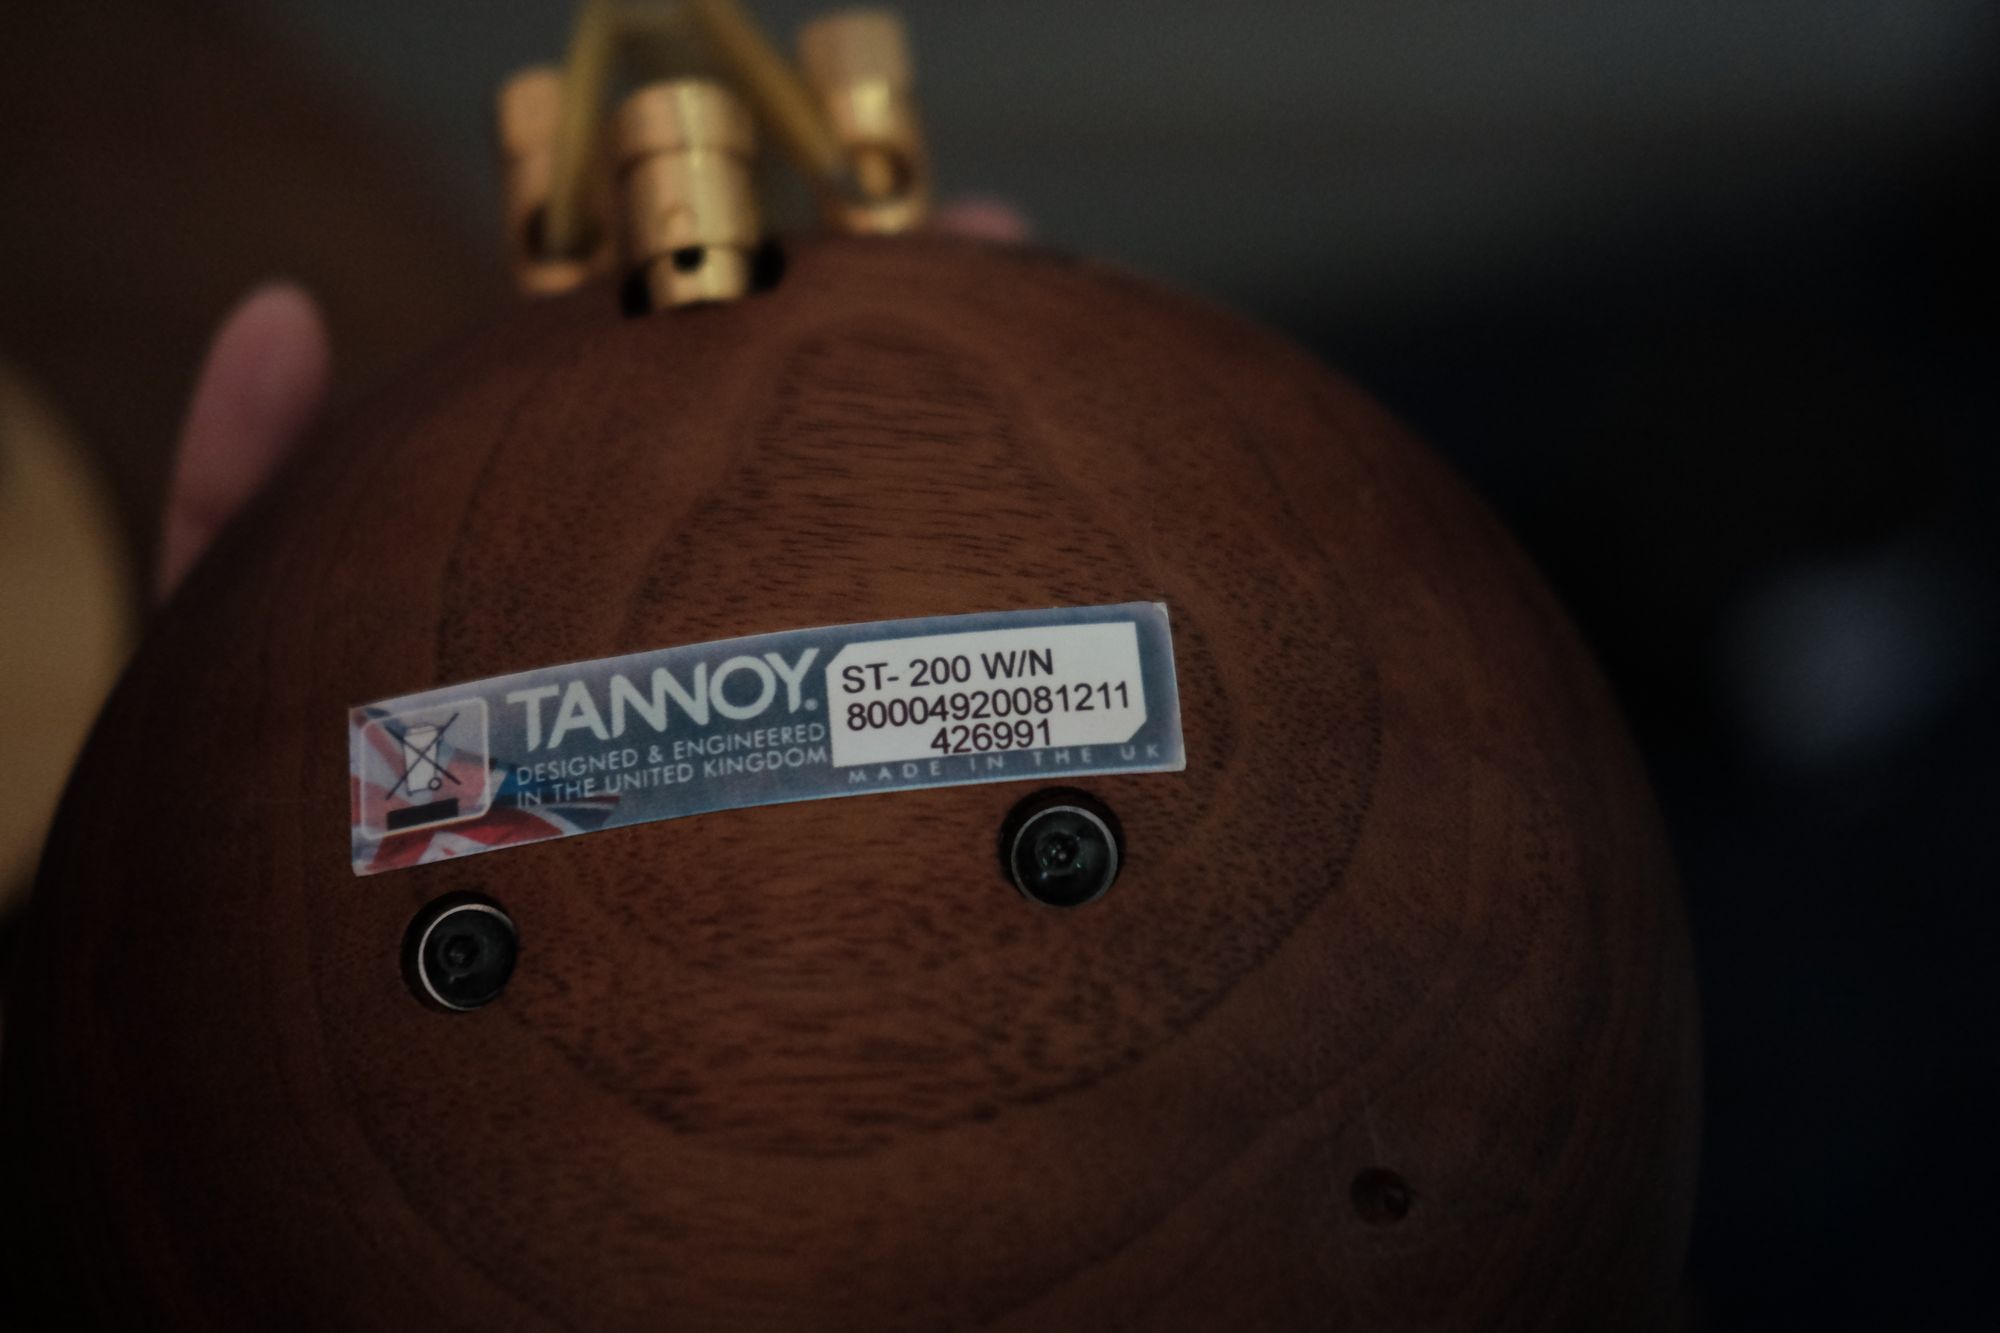 TANNOY®
DESIGNED & ENGINEERED
IN THE UNITED KINGDOM
ST- 200 W/N
80004920081211
426991
MADE IN THE UK